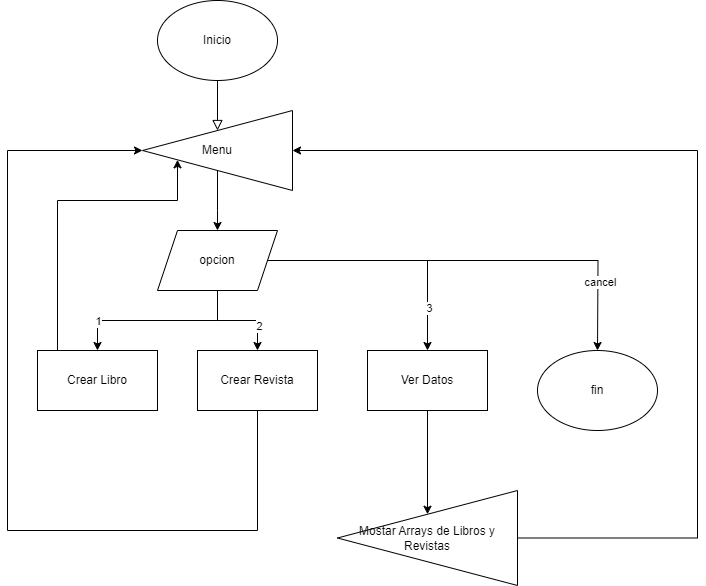 Inicio
Menu
opcion
cancel
3
1
2
Crear Libro
Crear Revista
Ver Datos
fin
Mostar Arrays de Libros y
Revistas